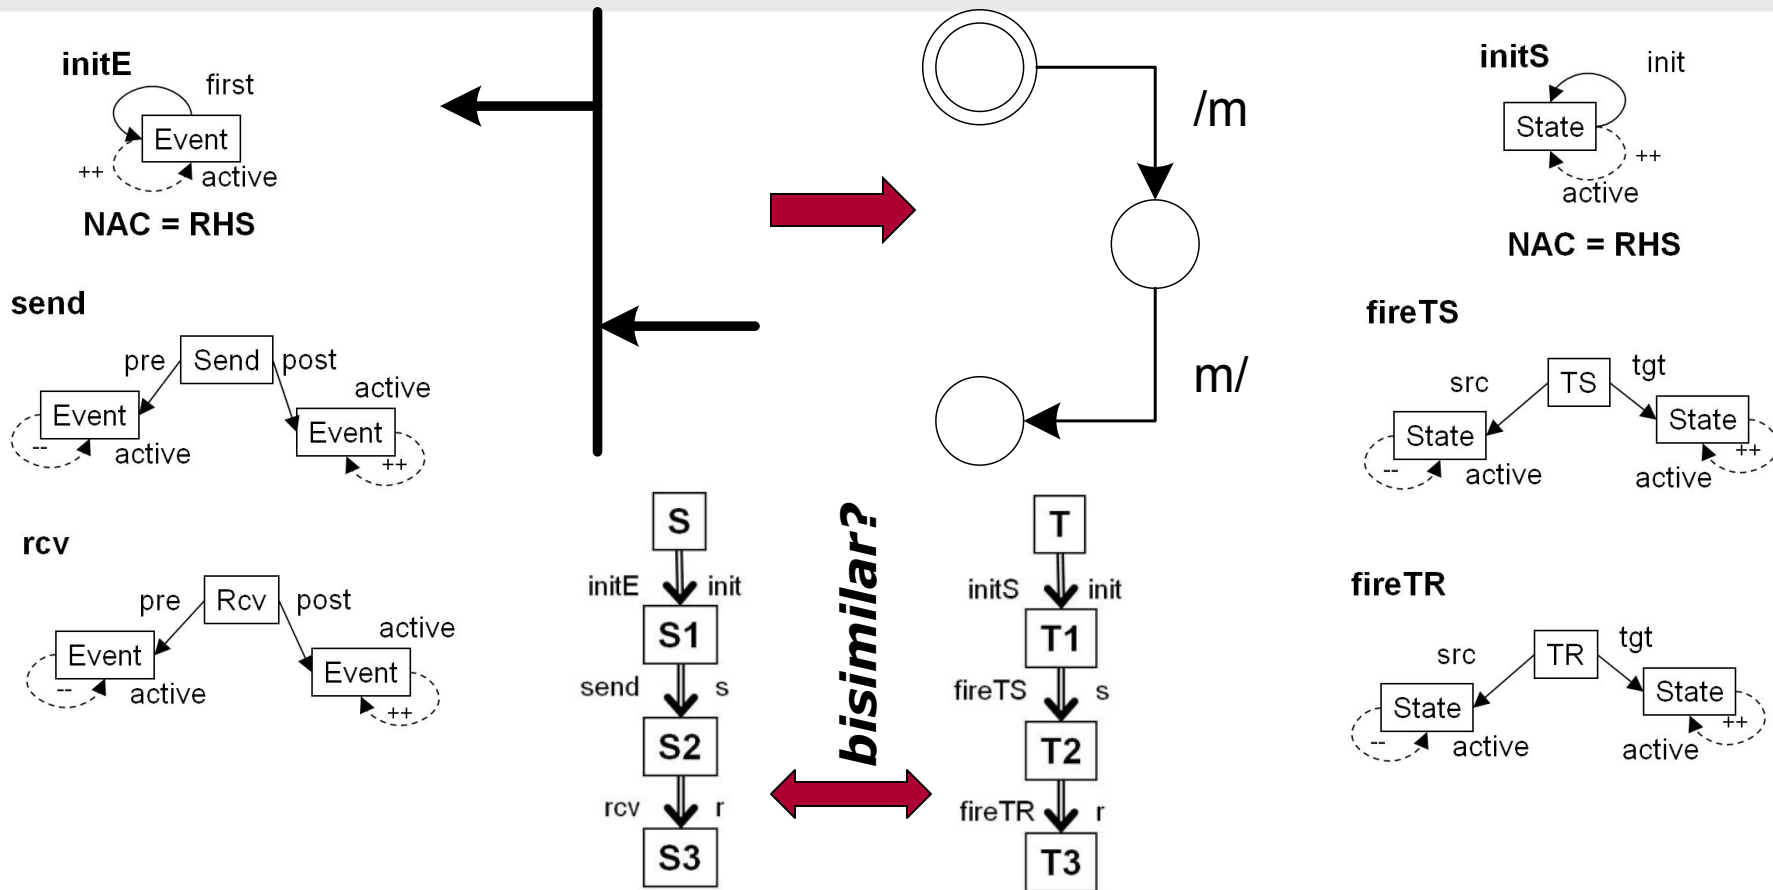 initE
first
Event
++
active
NAC = RHS
send
pre
Send
post
active
Event
Event
--
active
++
rcv
pre
Rcv
post
active
Event
Event
--
active
++
/m
m/
S
initE
init
S1
send
s
S2
rcv
r
S3
bisimilar?
T
initS
init
T1
fireTS
s
T2
fireTR
r
T3
initS
init
State
++
active
NAC = RHS
fireTS
src
TS
tgt
State
State
--
active
active
++
fireTR
src
TR
tgt
State
State
--
active
active
++